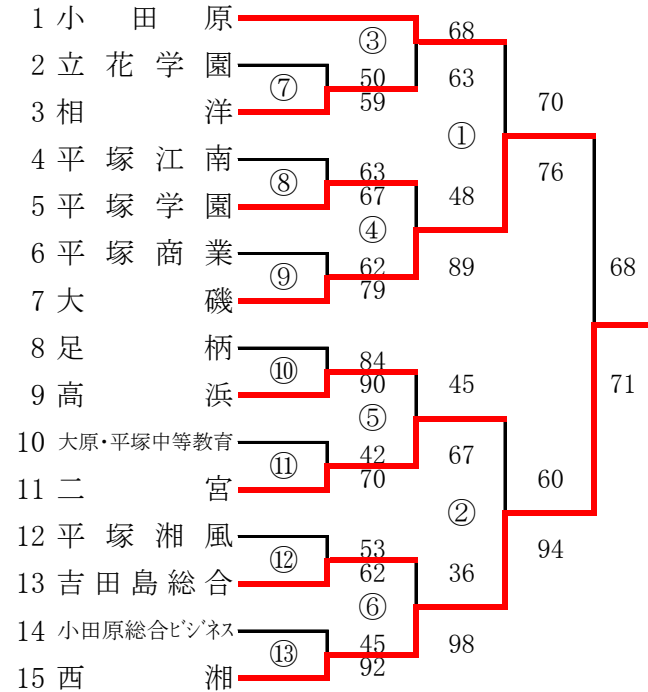 1 小田原
68
③
2 立花学園
50
63
⑦
59
70
3 相洋
①
4 平塚江南
63
76
⑧
67
48
5 平塚学園
④
6 平塚商業
62
89
68
⑨
79
7 大磯
8 足柄
84
⑩
90
45
71
9 高浜
⑤
10 大原・平塚中等教育
42
67
⑪
70
60
11 二宮
②
12 平塚湘風
53
94
⑫
62
36
13 吉田島総合
⑥
14 小田原総合ビジネス
45
98
⑬
92
15 西湘